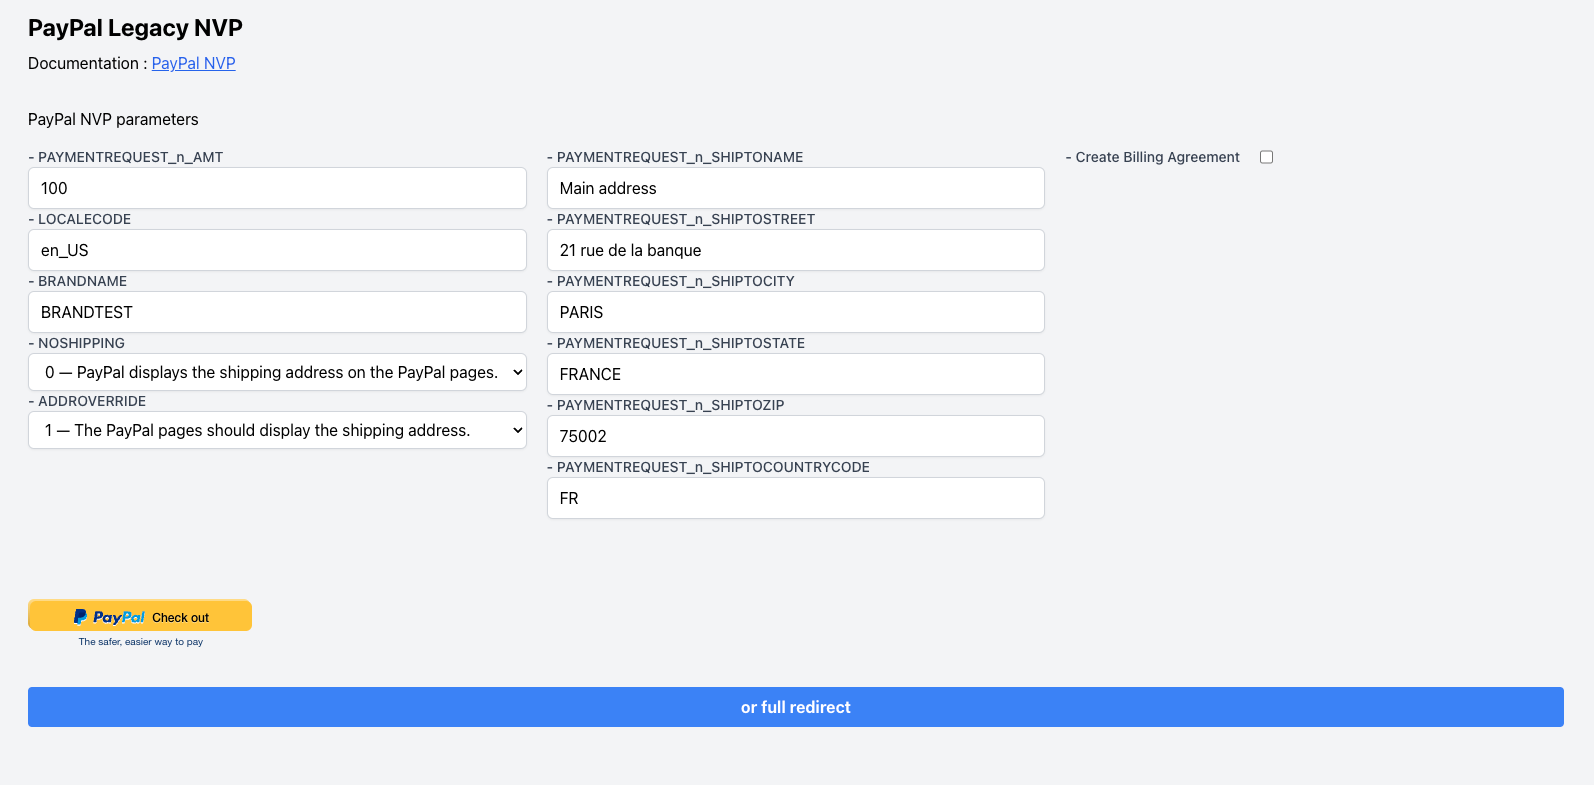 PayPal Legacy NVP
Documentation : PayPal NVP
PayPal NVP parameters
- PAYMENTREQUEST_n_AMT
100
- LOCALECODE
en_US
- BRANDNAME
BRANDTEST
- NOSHIPPING
0 — PayPal displays the shipping address on the PayPal pages.
- ADDROVERRIDE
1 — The PayPal pages should display the shipping address.
- PAYMENTREQUEST_n_SHIPTONAME
Main address
- PAYMENTREQUEST_n_SHIPTOSTREET
21 rue de la banque
- PAYMENTREQUEST_n_SHIPTOCITY
PARIS
- PAYMENTREQUEST_n_SHIPTOSTATE
FRANCE
- PAYMENTREQUEST_n_SHIPTOZIP
75002
- PAYMENTREQUEST_n_SHIPTOCOUNTRYCODE
FR
- Create Billing Agreement
PayPal Check out
The safer, easier way to pay
or full redirect